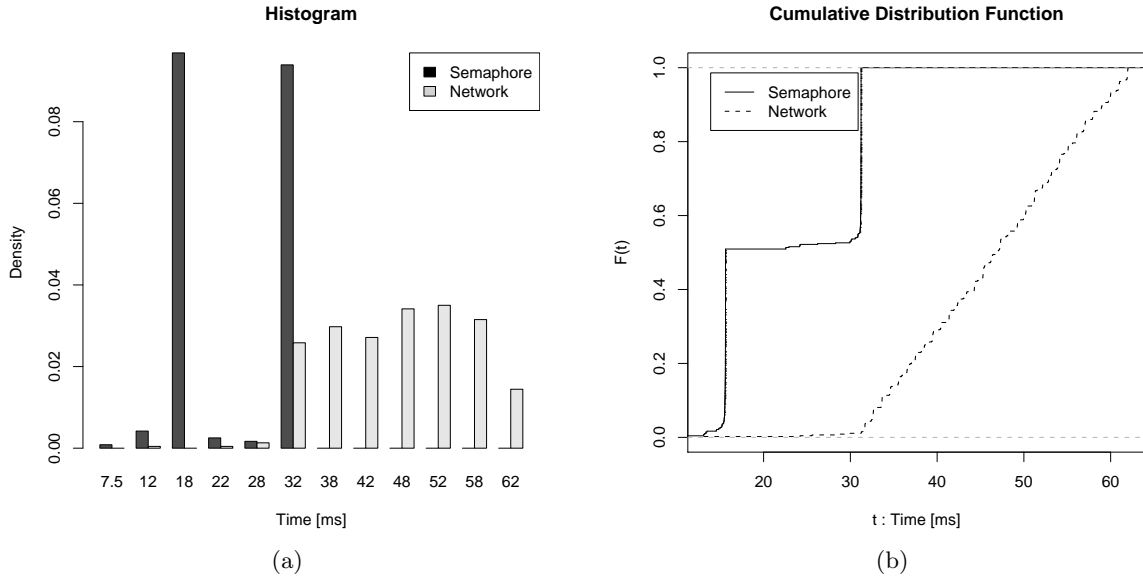 Histogram
Semaphore
Network
Density
0.00
0.02
0.04
0.06
0.08
7.5 12 18 22 28 32 38 42 48 52 58 62
Time [ms]
(a)
Cumulative Distribution Function
Semaphore
Network
F(t)
0.0
0.2
0.4
0.6
0.8
1.0
20 30 40 50 60
t : Time [ms]
(b)